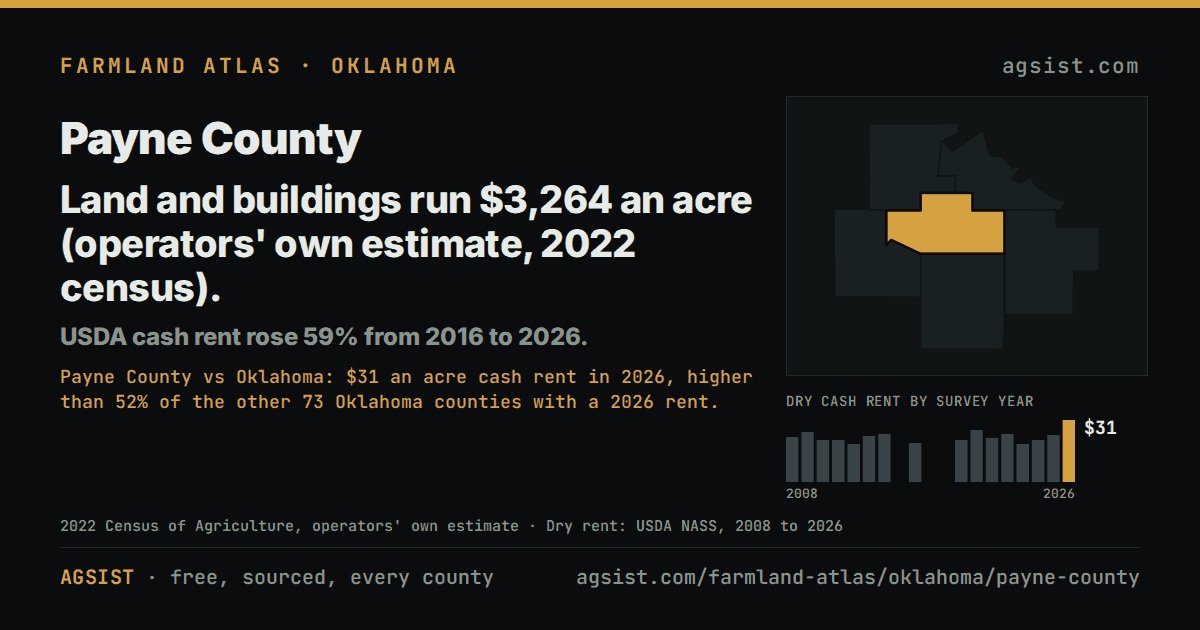 FARMLAND ATLAS · OKLAHOMA
agsist.com
Payne County
Land and buildings run $3,264 an acre
(operators' own estimate, 2022
census).
USDA cash rent rose 59% from 2016 to 2026.
Payne County vs Oklahoma: $31 an acre cash rent in 2026, higher
than 52% of the other 73 Oklahoma counties with a 2026 rent.
DRY CASH RENT BY SURVEY YEAR
$31
2008
2026
2022 Census of Agriculture, operators' own estimate · Dry rent: USDA NASS, 2008 to 2026
AGSIST · free, sourced, every county
agsist.com/farmland-atlas/oklahoma/payne-county